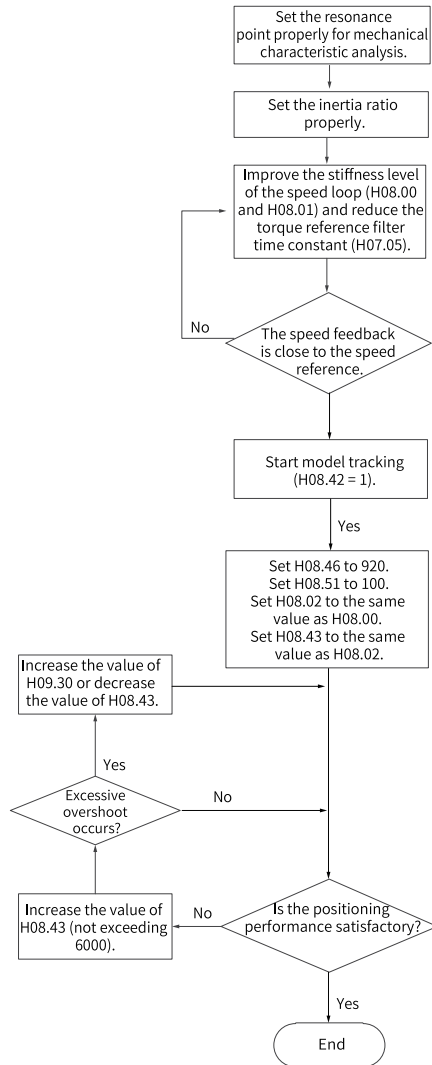 Set the resonance
point properly for mechanical
characteristic analysis.
Set the inertia ratio
properly.
Improve the stiffness level
of the speed loop (H08.00
and H08.01) and reduce the
torque reference filter
time constant (H07.05).
No
The speed feedback
is close to the speed
reference.
Start model tracking
(H08.42 = 1).
Yes
Set H08.46 to 920.
Set H08.51 to 100.
Set H08.02 to the same
value as H08.00.
Set H08.43 to the same
value as H08.02.
Increase the value of
H09.30 or decrease
the value of H08.43.
Yes
Excessive
overshoot
occurs?
No
Increase the value of
H08.43 (not exceeding
6000).
No
Is the positioning
performance satisfactory?
Yes
End